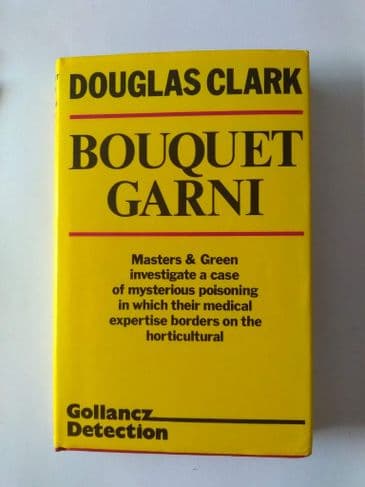 DOUGLAS CLARK
BOUQUET
GARNI
Masters & Green
investigate a case
of mysterious poisoning
in which their medical
expertise borders on the
horticultural
Gollancz
Detection